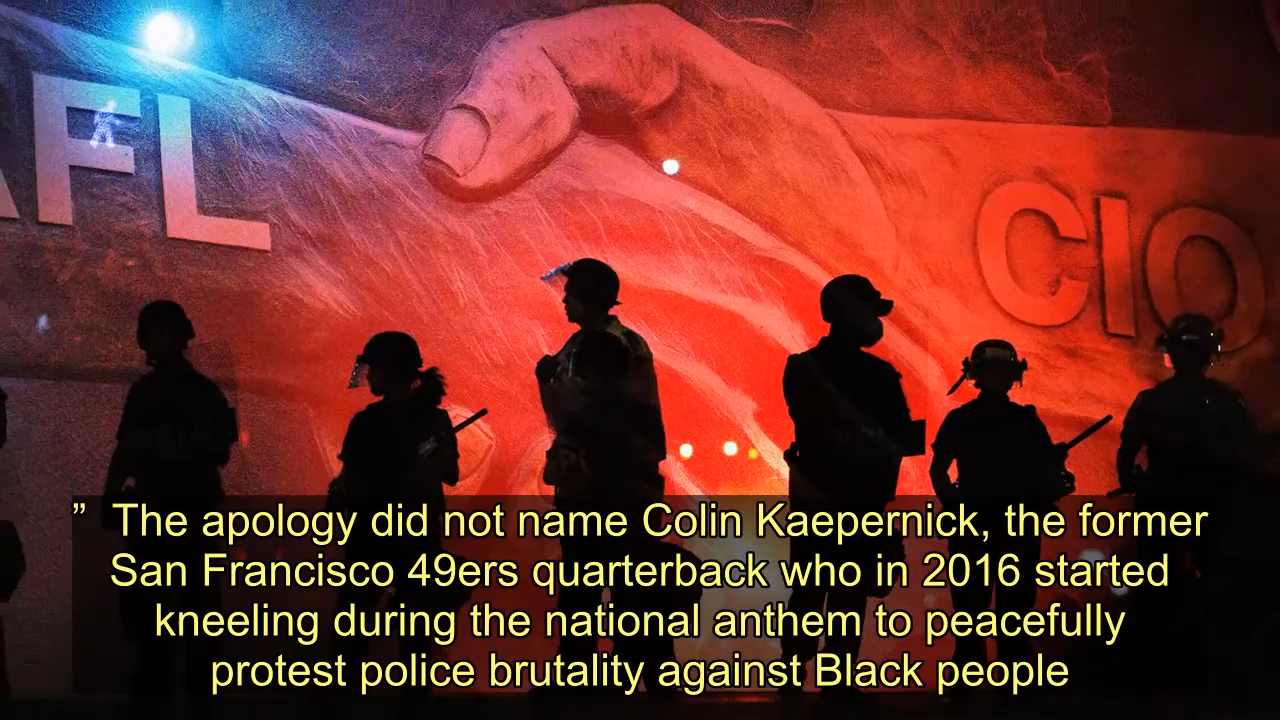 AFL
CIO
” The apology did not name Colin Kaepernick, the former
San Francisco 49ers quarterback who in 2016 started
kneeling during the national anthem to peacefully
protest police brutality against Black people